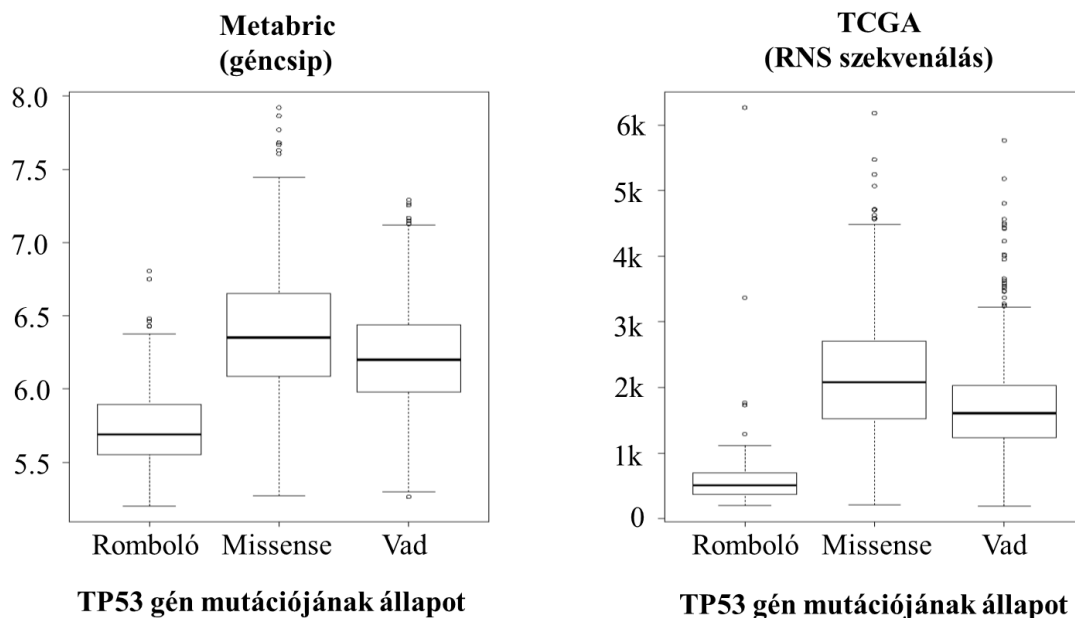 Metabric
(géncsip)
8.0
7.5
7.0
6.5
6.0
5.5
Romboló Missense Vad
TP53 gén mutációjának állapot
TCGA
(RNS szekvenálás)
6k
5k
4k
3k
2k
1k
0
Romboló Missense Vad
TP53 gén mutációjának állapot